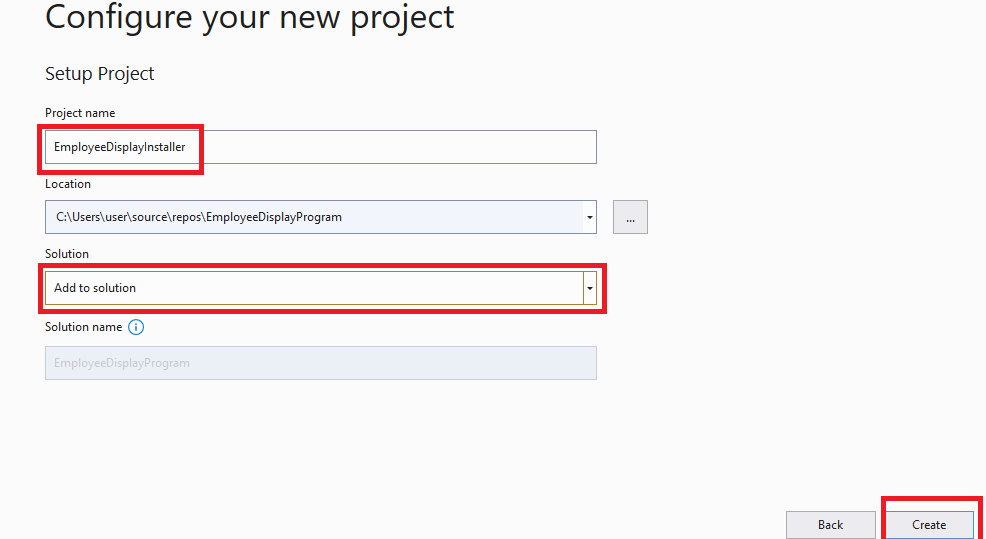 Configure your new project
Setup Project
Project name
EmployeeDisplayInstaller
Location
C:\Users\user\source\repos\EmployeeDisplayProgram
...
Solution
Add to solution
Solution name
EmployeeDisplayProgram
Back
Create